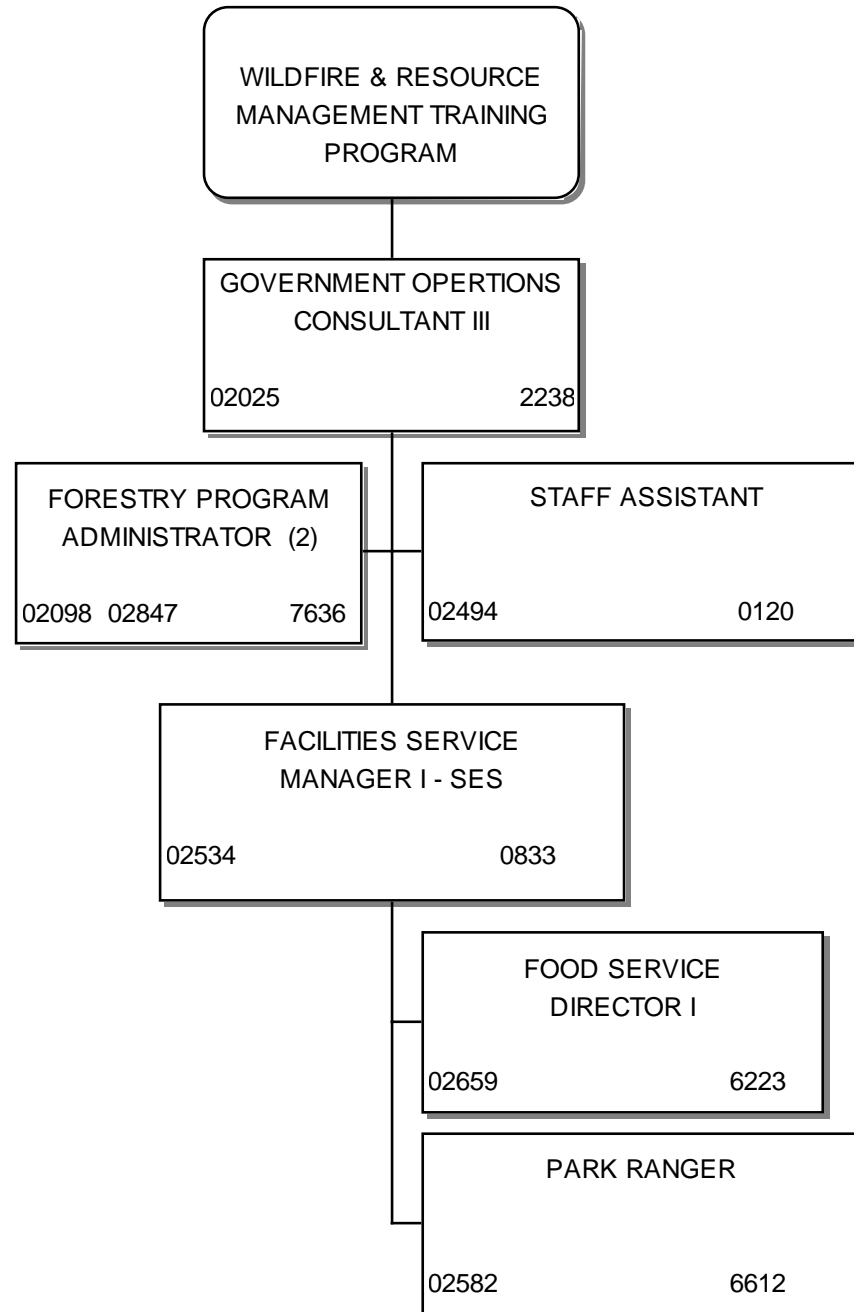 WILDFIRE & RESOURCE
MANAGEMENT TRAINING
PROGRAM
GOVERNMENT OPERTIONS
CONSULTANT III
02025 2238
FORESTRY PROGRAM
ADMINISTRATOR (2)
02098 02847 7636
STAFF ASSISTANT
02494 0120
FACILITIES SERVICE
MANAGER I - SES
02534 0833
FOOD SERVICE
DIRECTOR I
02659 6223
PARK RANGER
02582 6612